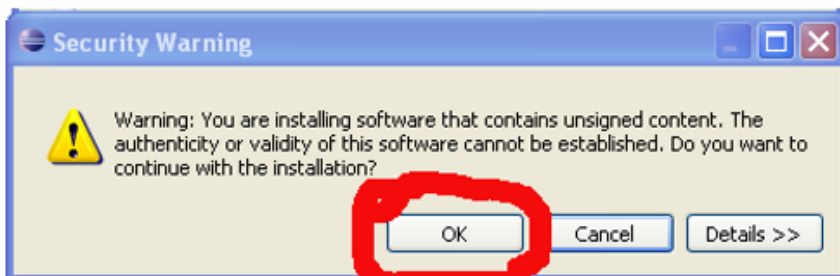 Security Warning
Warning: You are installing software that contains unsigned content. The
authenticity or validity of this software cannot be established. Do you want to
continue with the installation?
OK Cancel Details >>